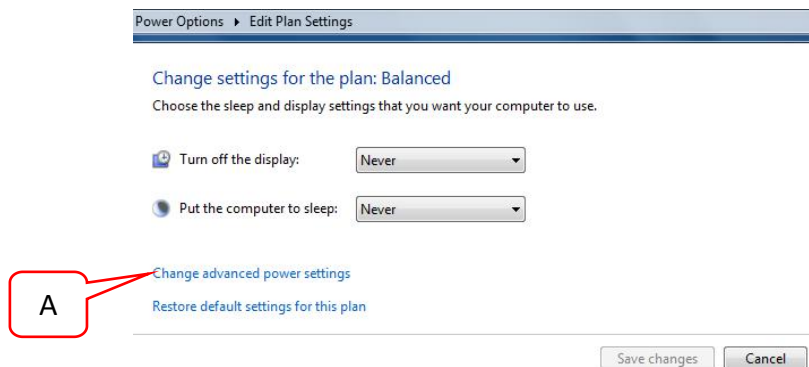 Power Options ▸ Edit Plan Settings
Change settings for the plan: Balanced
Choose the sleep and display settings that you want your computer to use.
Turn off the display: Never
Put the computer to sleep: Never
Change advanced power settings
A
Restore default settings for this plan
Save changes Cancel